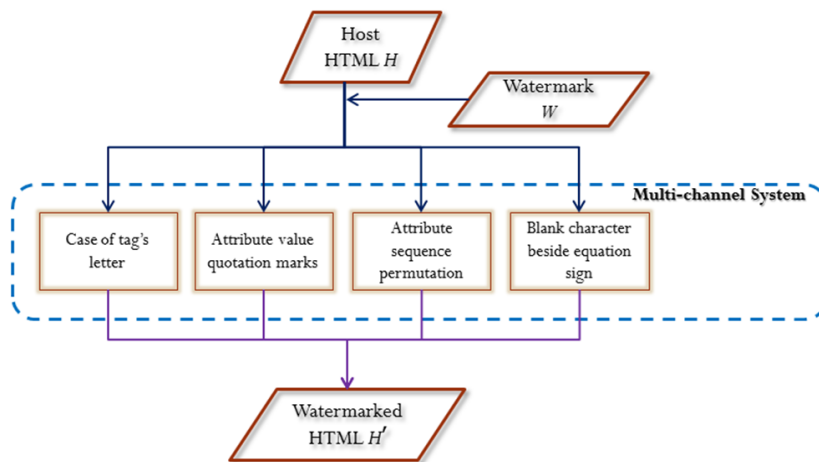 Host
HTML H
Watermark
W
Multi-channel System
Case of tag's
letter
Attribute value
quotation marks
Attribute
sequence
permutation
Blank character
beside equation
sign
Watermarked
HTML H'